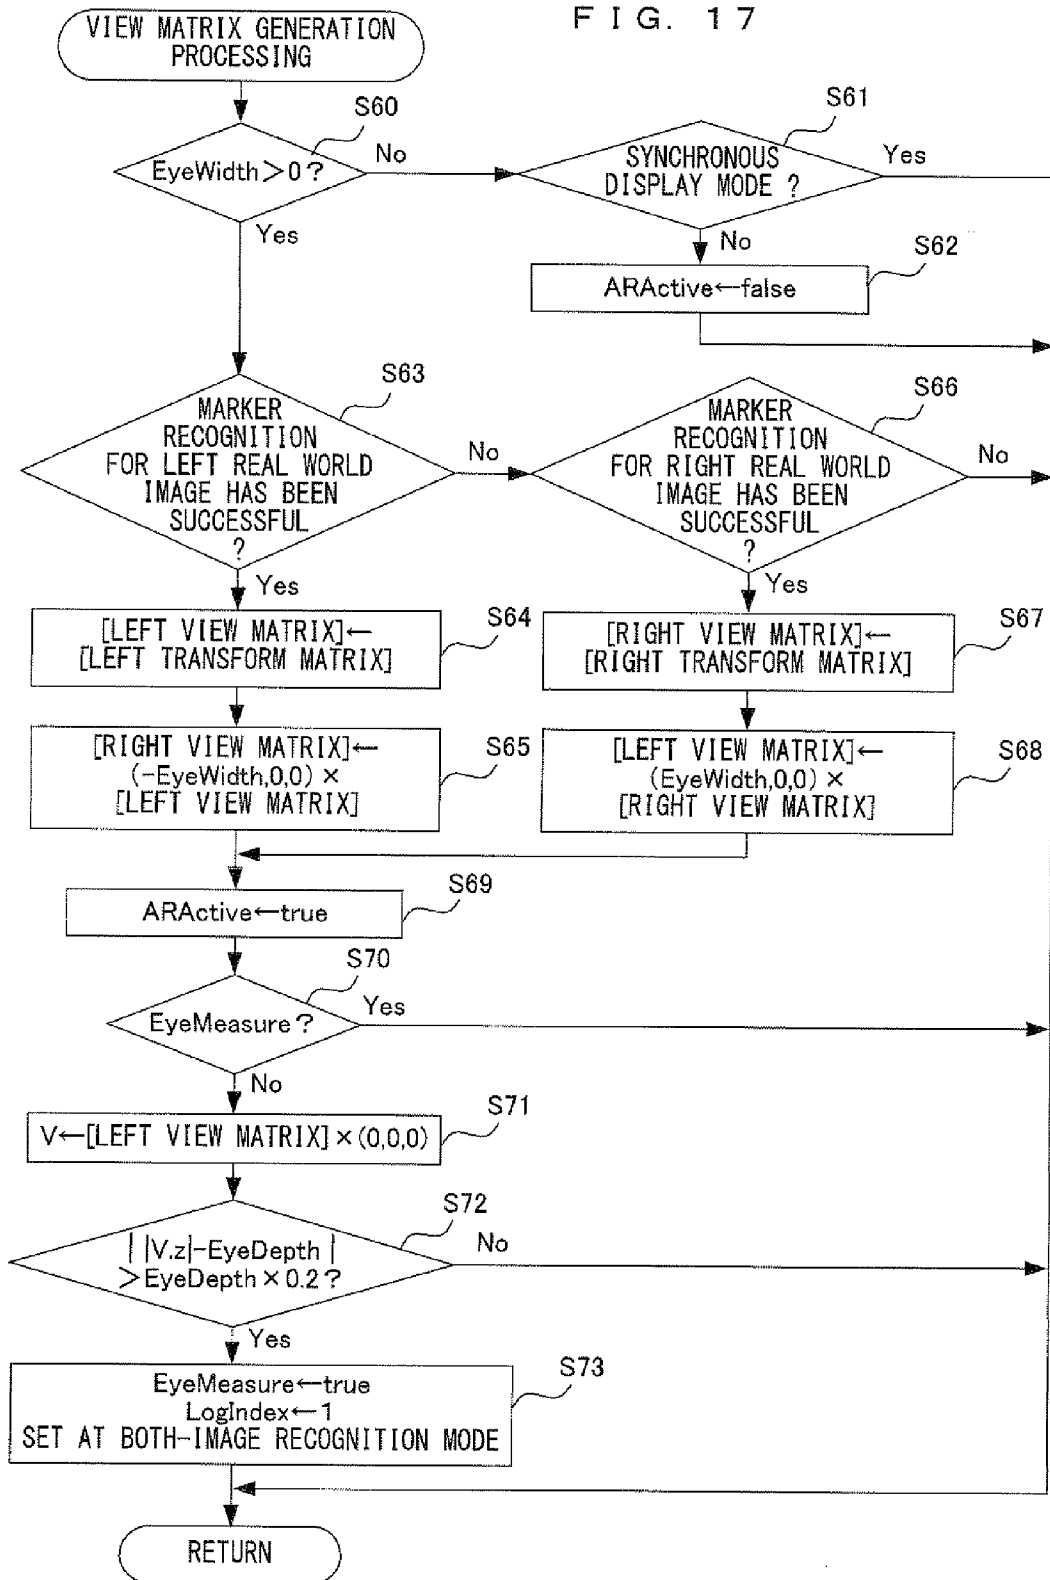 FIG. 17
VIEW MATRIX GENERATION
PROCESSING
S60
EyeWidth>0?
No
Yes
S61
SYNCHRONOUS
DISPLAY MODE ?
Yes
No
S62
ARActive←false
S63
MARKER
RECOGNITION
FOR LEFT REAL WORLD
IMAGE HAS BEEN
SUCCESSFUL
?
No
Yes
S66
MARKER
RECOGNITION
FOR RIGHT REAL WORLD
IMAGE HAS BEEN
SUCCESSFUL
?
No
Yes
S64
[LEFT VIEW MATRIX]←
[LEFT TRANSFORM MATRIX]
S67
[RIGHT VIEW MATRIX]←
[RIGHT TRANSFORM MATRIX]
S65
[RIGHT VIEW MATRIX]←
(-EyeWidth,0,0)×
[LEFT VIEW MATRIX]
S68
[LEFT VIEW MATRIX]←
(EyeWidth,0,0)×
[RIGHT VIEW MATRIX]
S69
ARActive←true
S70
EyeMeasure?
Yes
No
S71
V←[LEFT VIEW MATRIX]×(0,0,0)
S72
| |V.z|-EyeDepth |
>EyeDepth×0.2?
No
Yes
S73
EyeMeasure←true
LogIndex←1
SET AT BOTH-IMAGE RECOGNITION MODE
RETURN